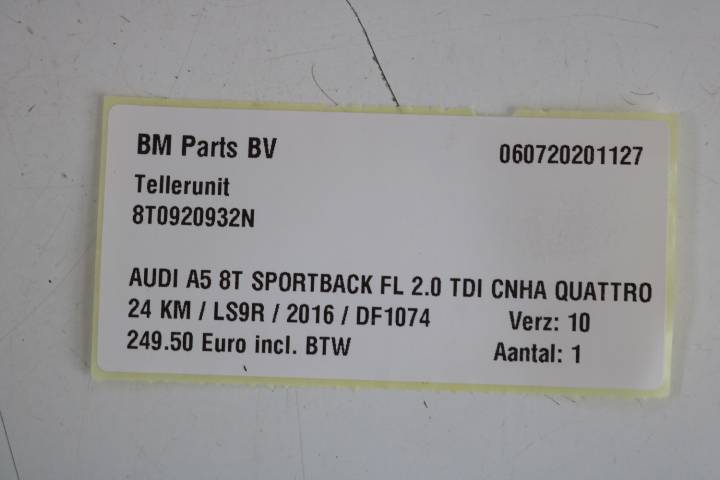 BM Parts BV 060720201127
Tellerunit
8T0920932N
AUDI A5 8T SPORTBACK FL 2.0 TDI CNHA QUATTRO
24 KM / LS9R / 2016 / DF1074 Verz: 10
249.50 Euro incl. BTW Aantal: 1